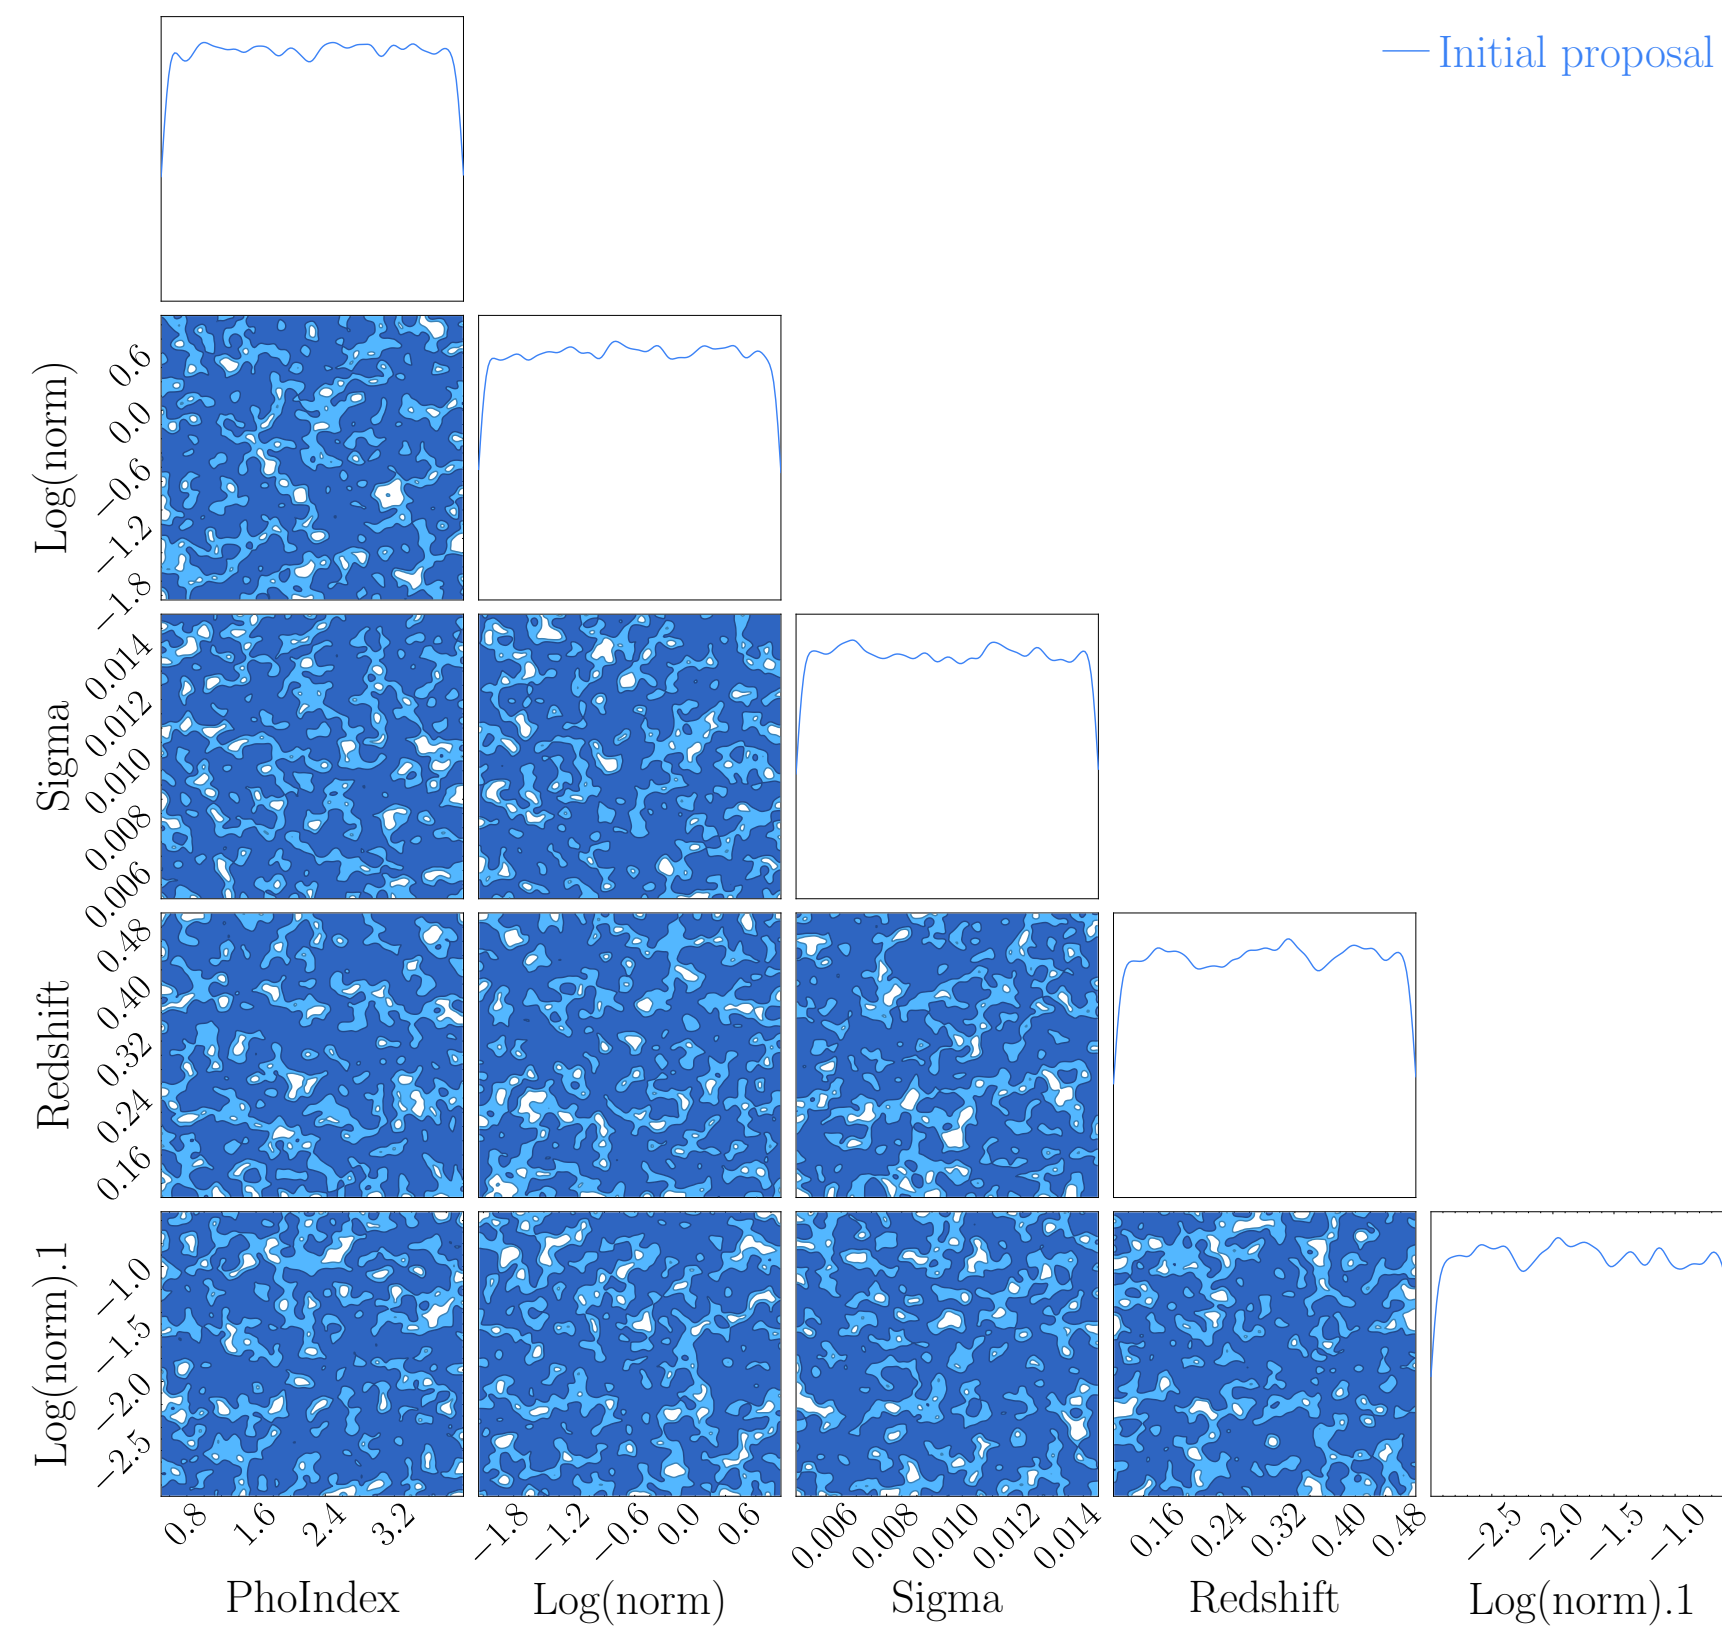 Initial proposal
Log(norm)
0.6
0.0
−0.6
−1.2
−1.8
Sigma
0.014
0.012
0.010
0.008
0.006
Redshift
0.48
0.40
0.32
0.24
0.16
Log(norm).1
−1.0
−1.5
−2.0
−2.5
0.8 1.6 2.4 3.2 −1.8 −1.2 −0.6 0.0 0.6 0.006 0.008 0.010 0.012 0.014 0.16 0.24 0.32 0.40 0.48 −2.5 −2.0 −1.5 −1.0
PhoIndex Log(norm) Sigma Redshift Log(norm).1